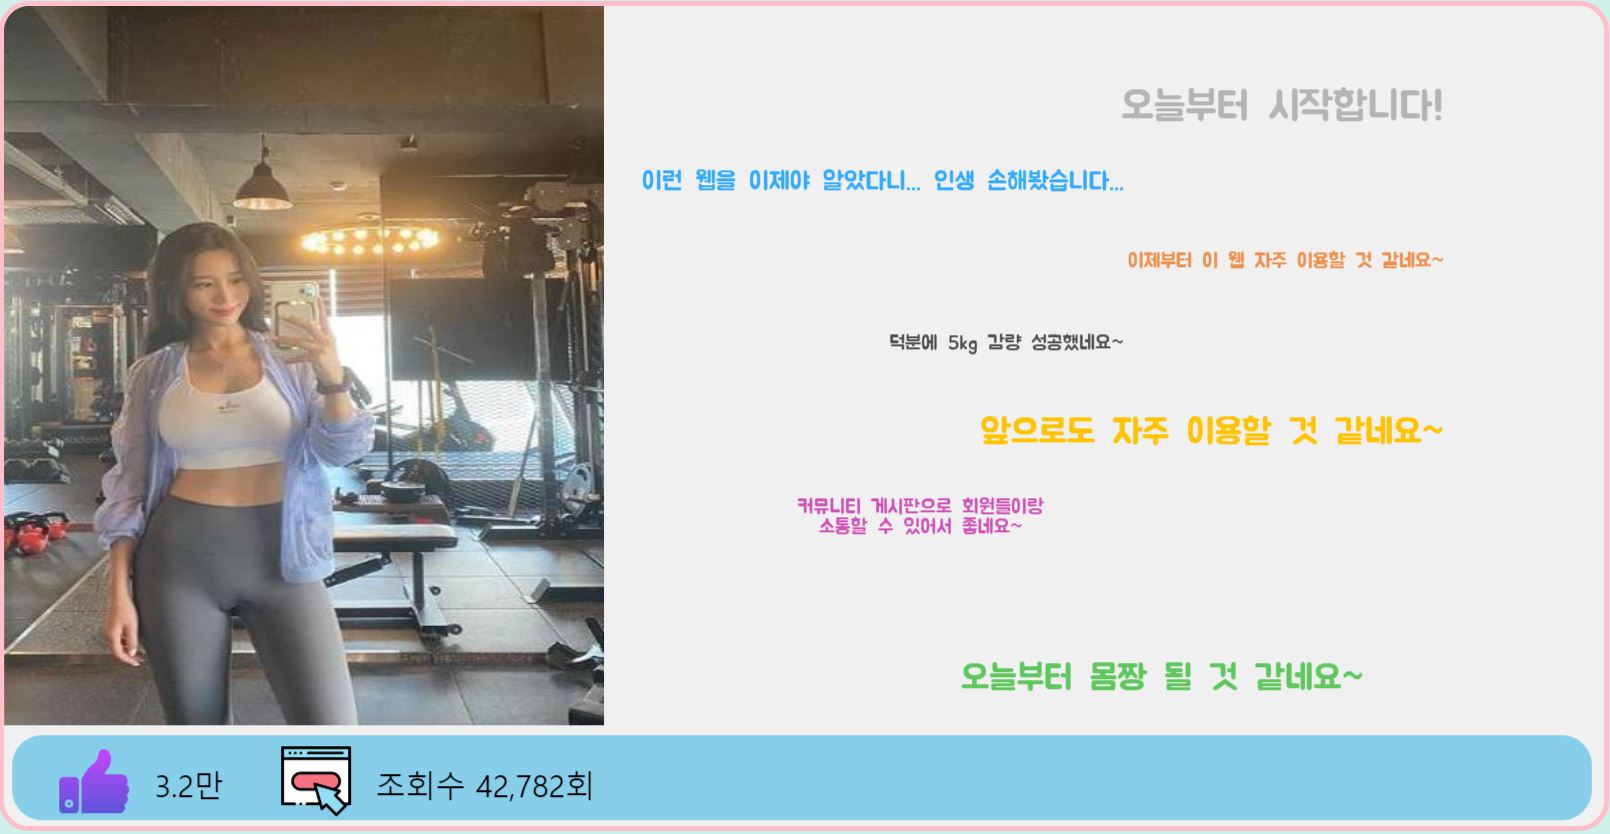 오늘부터 시작합니다!
이런 웹을 이제야 알았다니... 인생 손해봤습니다...
이제부터 이 웹 자주 이용할 것 같네요~
덕분에 5kg 감량 성공했네요~
앞으로도 자주 이용할 것 같네요~
커뮤니티 게시판으로 회원들이랑
소통할 수 있어서 좋네요~
오늘부터 몸짱 될 것 같네요~
3.2만
조회수 42,782회